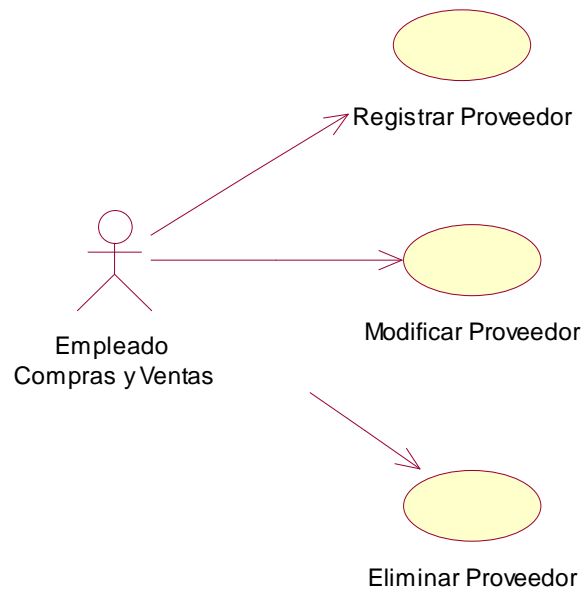 Registrar Proveedor
Modificar Proveedor
Empleado
Compras y Ventas
Eliminar Proveedor